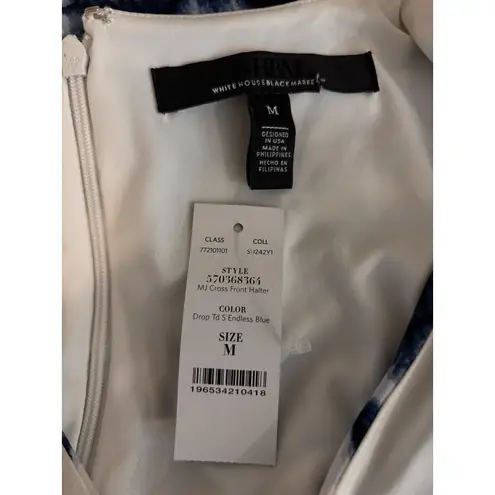 WHITE HOUSE BLACK MARKET
M
DESIGNED
IN USA
MADE IN
PHILIPPINES
HECHO EN
FILIPINAS
CLASS COLL
772101101
STYLE
570368364
MJ Cross Front Halter
COLOR
Drop Td S Endless Blue
SIZE
M
196534210418